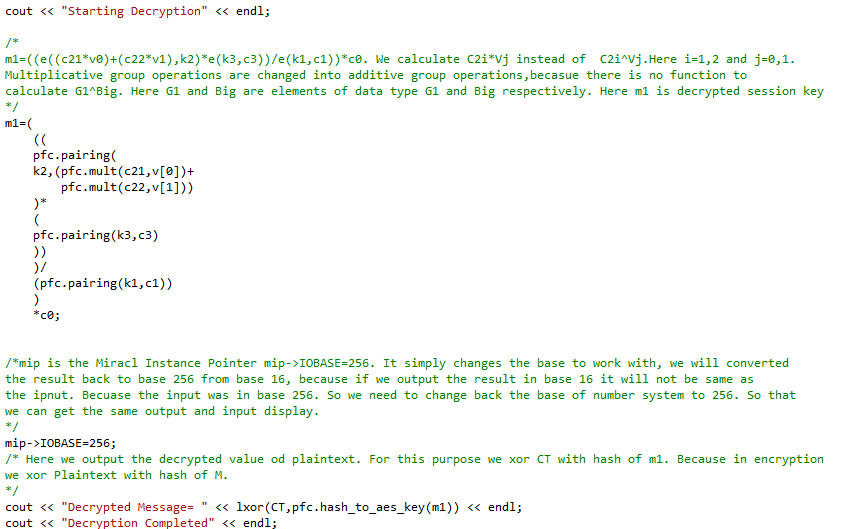 cout << "Starting Decryption" << endl;
/*
m1=((e((c21*v0)+(c22*v1),k2)*e(k3,c3))/e(k1,c1))*c0. We calculate C2i*Vj instead of  C2i^Vj.Here i=1,2 and j=0,1.
Multiplicative group operations are changed into additive group operations,becasue there is no function to
calculate G1^Big. Here G1 and Big are elements of data type G1 and Big respectively. Here m1 is decrypted session key
*/
m1=(
((
pfc.pairing(
k2,(pfc.mult(c21,v[0])+
pfc.mult(c22,v[1]))
)*
(
pfc.pairing(k3,c3)
))
)/
(pfc.pairing(k1,c1))
)
*c0;
/*mip is the Miracl Instance Pointer mip->IOBASE=256. It simply changes the base to work with, we will converted
the result back to base 256 from base 16, because if we output the result in base 16 it will not be same as
the ipnut. Becuase the input was in base 256. So we need to change back the base of number system to 256. So that
we can get the same output and input display.
*/
mip->IOBASE=256;
/* Here we output the decrypted value od plaintext. For this purpose we xor CT with hash of m1. Because in encryption
we xor Plaintext with hash of M.
*/
cout << "Decrypted Message= " << lxor(CT,pfc.hash_to_aes_key(m1)) << endl;
cout << "Decryption Completed" << endl;